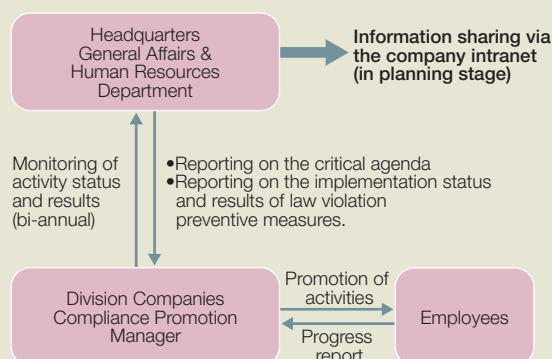 Headquarters
General Affairs &
Human Resources
Department
Information sharing via
the company intranet
(in planning stage)
Monitoring of
activity status
and results
(bi-annual)
•Reporting on the critical agenda
•Reporting on the implementation status
and results of law violation
preventive measures.
Division Companies
Compliance Promotion
Manager
Promotion of
activities
Progress
report
Employees